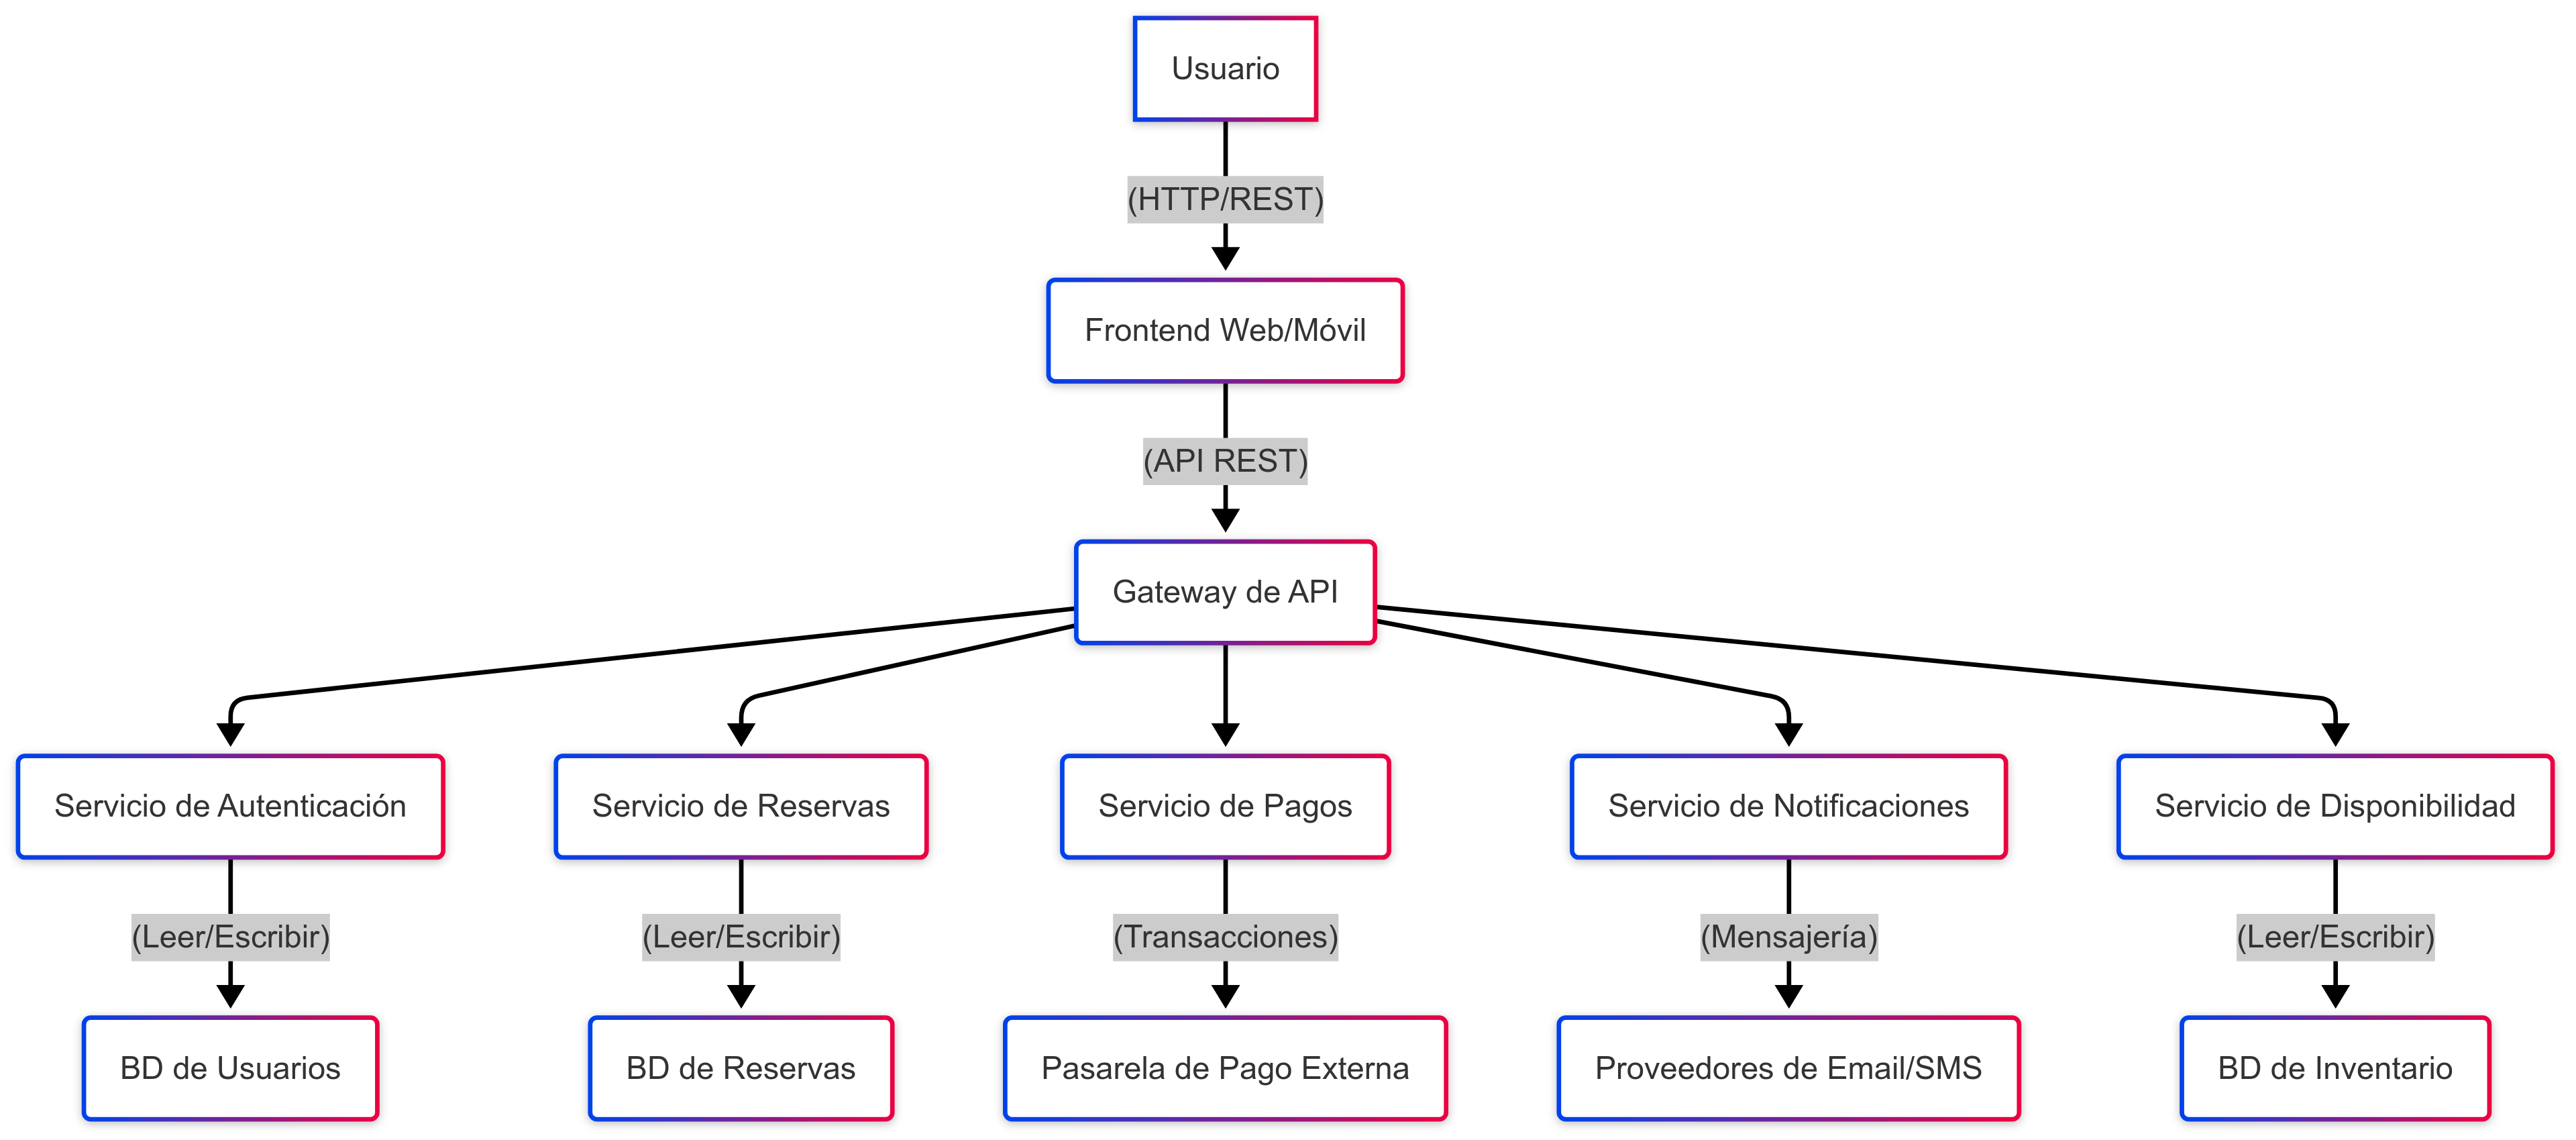 Usuario
(HTTP/REST)
Frontend Web/Móvil
(API REST)
Gateway de API
Servicio de Autenticación
Servicio de Reservas
Servicio de Pagos
Servicio de Notificaciones
Servicio de Disponibilidad
(Leer/Escribir)
(Leer/Escribir)
(Transacciones)
(Mensajería)
(Leer/Escribir)
BD de Usuarios
BD de Reservas
Pasarela de Pago Externa
Proveedores de Email/SMS
BD de Inventario